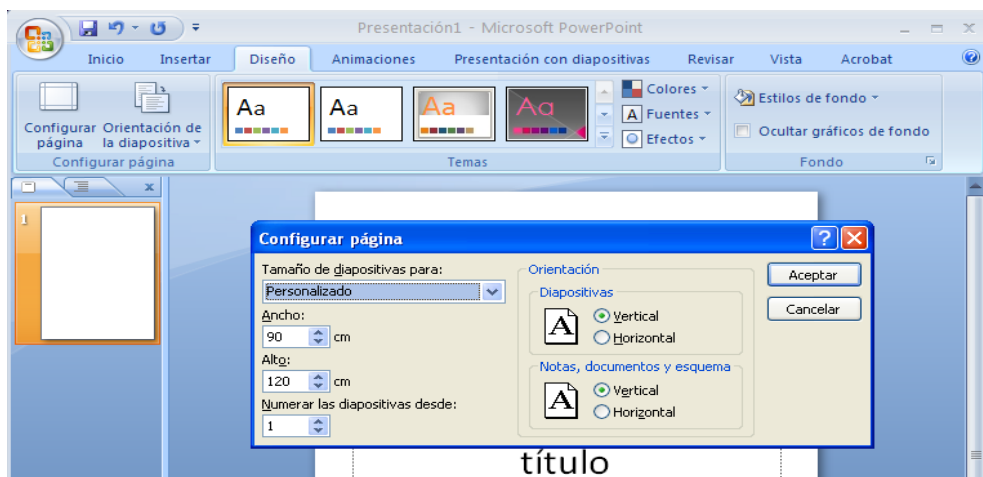 Presentación1 - Microsoft PowerPoint
Inicio Insertar Diseño Animaciones Presentación con diapositivas Revisar Vista Acrobat
Configurar página
Orientación de la diapositiva
Configurar página
Aa Aa Aa Aa
Temas
Colores
A Fuentes
Efectos
Estilos de fondo
Ocultar gráficos de fondo
Fondo
1
Configurar página
Tamaño de diapositivas para:
Personalizado
Ancho:
90 cm
Alto:
120 cm
Numerar las diapositivas desde:
1
Orientación
Diapositivas
A
Vertical
Horizontal
Notas, documentos y esquema
A
Vertical
Horizontal
Aceptar
Cancelar
título